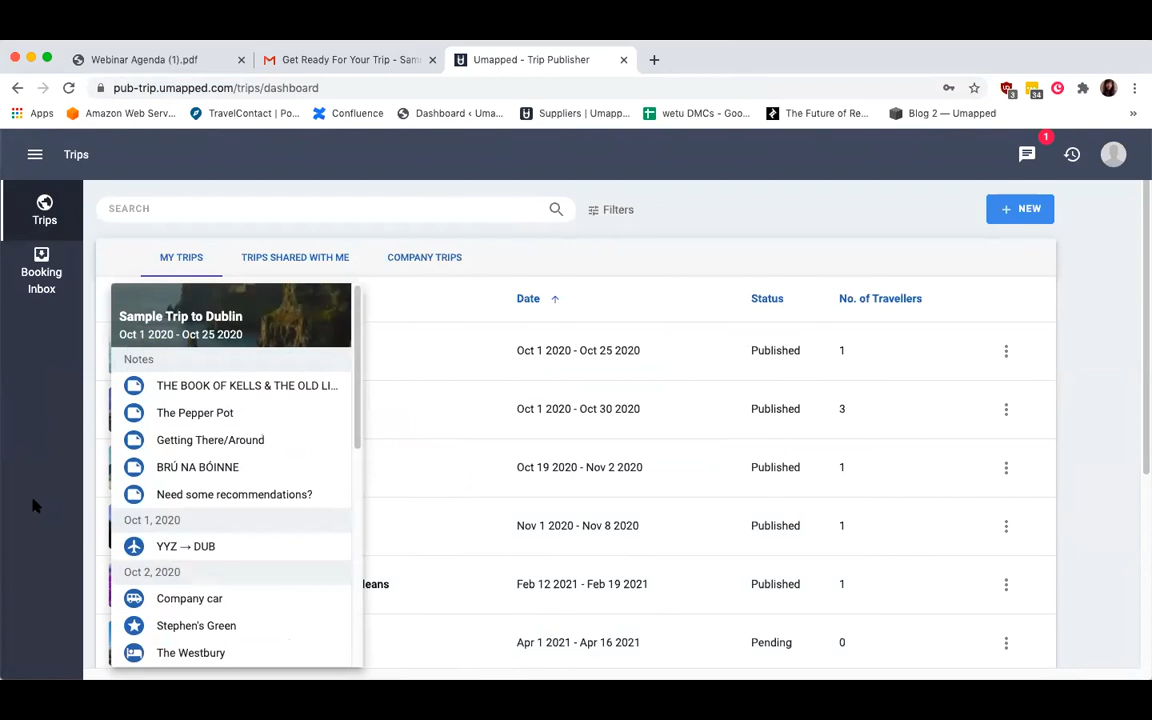 Webinar Agenda (1).pdf
Get Ready For Your Trip - Sam
Umapped - Trip Publisher
pub-trip.umapped.com/trips/dashboard
3
34
Apps
Amazon Web Serv...
TravelContact | Po...
Confluence
Dashboard ‹ Uma...
Suppliers | Umapp...
wetu DMCs - Goo...
The Future of Re...
Blog 2 — Umapped
»
Trips
1
Trips
SEARCH
Filters
+ NEW
Booking
Inbox
MY TRIPS
TRIPS SHARED WITH ME
COMPANY TRIPS
Date
Status
No. of Travellers
Sample Trip to Dublin
Oct 1 2020 - Oct 25 2020
Notes
THE BOOK OF KELLS & THE OLD LI...
The Pepper Pot
Getting There/Around
BRÚ NA BÓINNE
Need some recommendations?
Oct 1, 2020
YYZ → DUB
Oct 2, 2020
Company car
Stephen's Green
The Westbury
Oct 1 2020 - Oct 25 2020 Published 1
Oct 1 2020 - Oct 30 2020 Published 3
Oct 19 2020 - Nov 2 2020 Published 1
Nov 1 2020 - Nov 8 2020 Published 1
leans Feb 12 2021 - Feb 19 2021 Published 1
Apr 1 2021 - Apr 16 2021 Pending 0